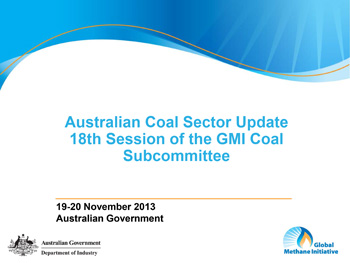 Australian Coal Sector Update
18th Session of the GMI Coal
Subcommittee
19-20 November 2013
Australian Government
Australian Government
Department of Industry
Global
Methane Initiative